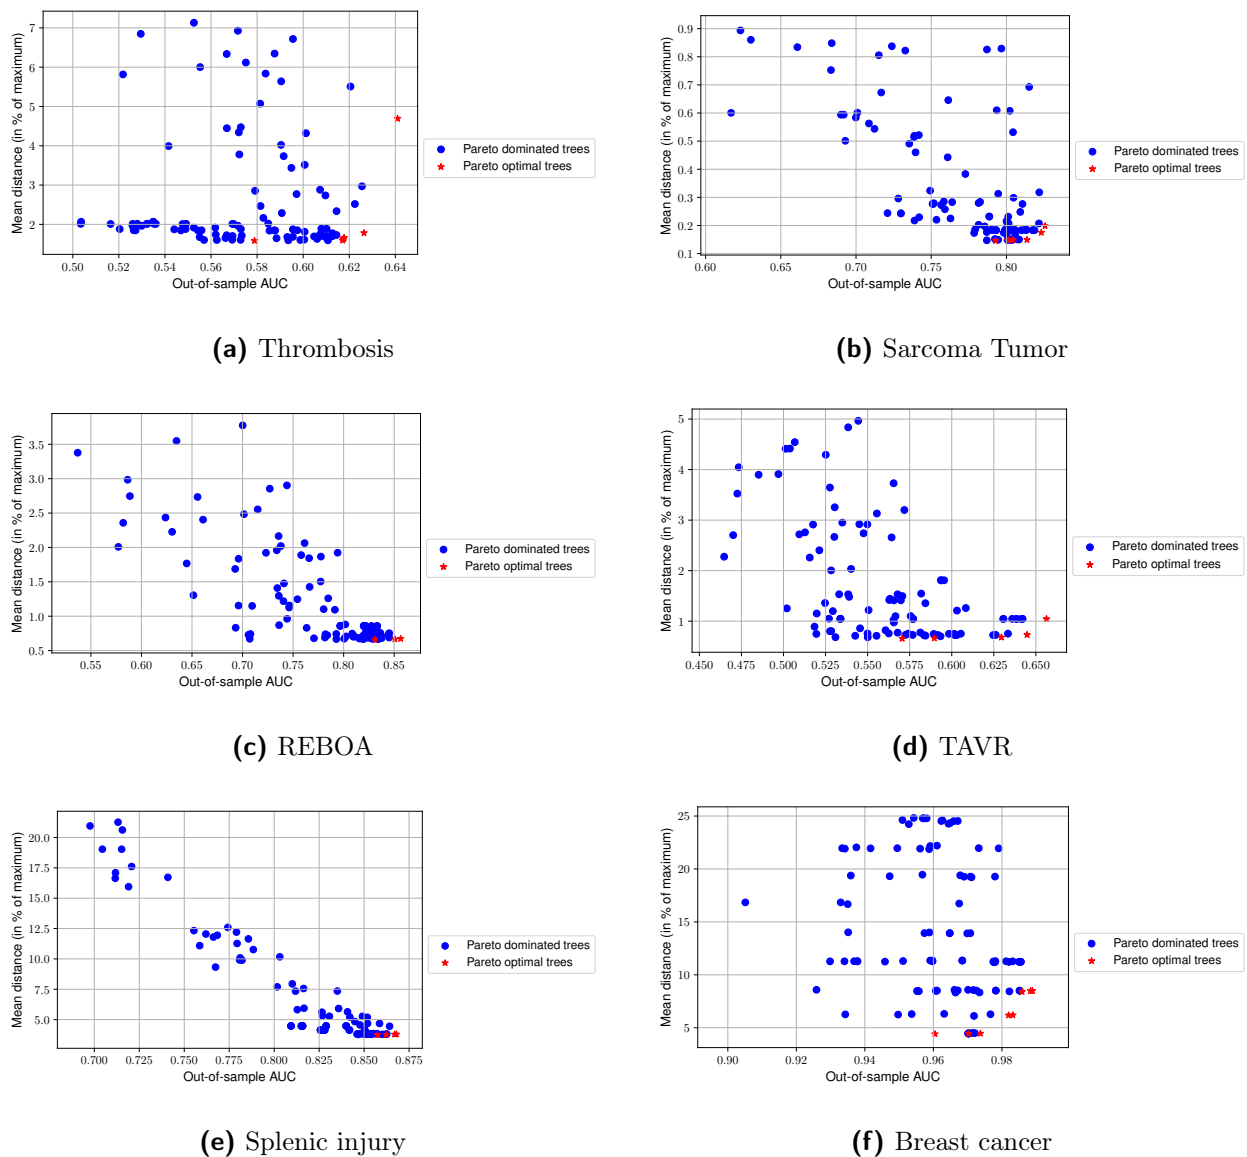 7
6
5
4
3
2
0.50 0.52 0.54 0.56 0.58 0.60 0.62 0.64
Mean distance (in % of maximum)
Out-of-sample AUC
Pareto dominated trees
Pareto optimal trees
(a) Thrombosis
0.9
0.8
0.7
0.6
0.5
0.4
0.3
0.2
0.1
0.60 0.65 0.70 0.75 0.80
Mean distance (in % of maximum)
Out-of-sample AUC
Pareto dominated trees
Pareto optimal trees
(b) Sarcoma Tumor
3.5
3.0
2.5
2.0
1.5
1.0
0.5
0.55 0.60 0.65 0.70 0.75 0.80 0.85
Mean distance (in % of maximum)
Out-of-sample AUC
Pareto dominated trees
Pareto optimal trees
(c) REBOA
5
4
3
2
1
0.450 0.475 0.500 0.525 0.550 0.575 0.600 0.625 0.650
Mean distance (in % of maximum)
Out-of-sample AUC
Pareto dominated trees
Pareto optimal trees
(d) TAVR
20.0
17.5
15.0
12.5
10.0
7.5
5.0
0.700 0.725 0.750 0.775 0.800 0.825 0.850 0.875
Mean distance (in % of maximum)
Out-of-sample AUC
Pareto dominated trees
Pareto optimal trees
(e) Splenic injury
25
20
15
10
5
0.90 0.92 0.94 0.96 0.98
Mean distance (in % of maximum)
Out-of-sample AUC
Pareto dominated trees
Pareto optimal trees
(f) Breast cancer